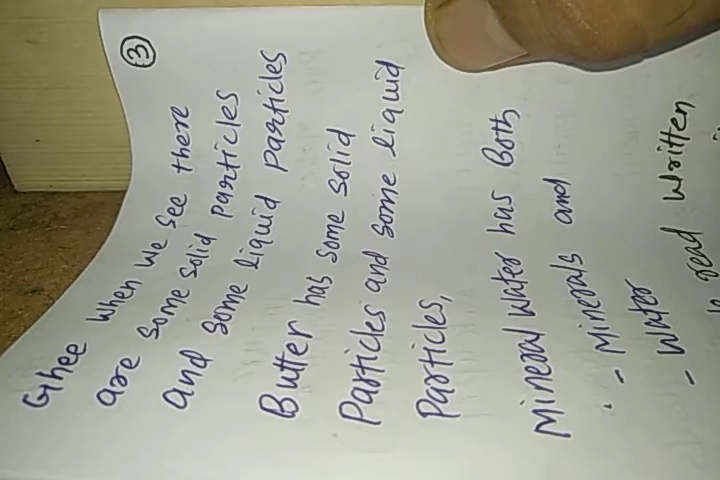 ③
Ghee when we see there
are some solid particles
and some liquid particles
Butter has some solid
Particles and some liquid
Particles,
Mineral water has both
- Minerals and
- Water
read written